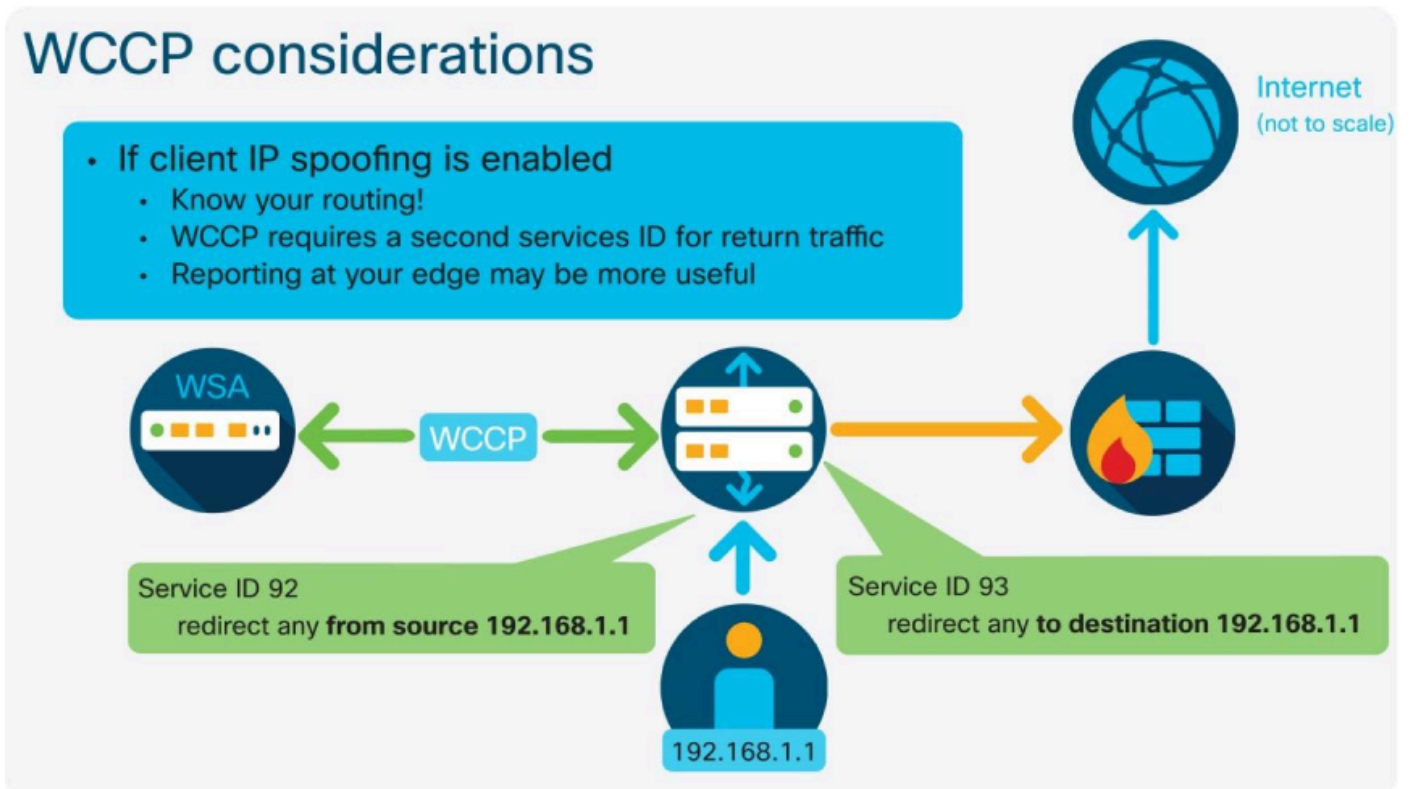 WCCP considerations
• If client IP spoofing is enabled
• Know your routing!
• WCCP requires a second services ID for return traffic
• Reporting at your edge may be more useful
Internet
(not to scale)
WSA
WCCP
Service ID 92
redirect any from source 192.168.1.1
Service ID 93
redirect any to destination 192.168.1.1
192.168.1.1